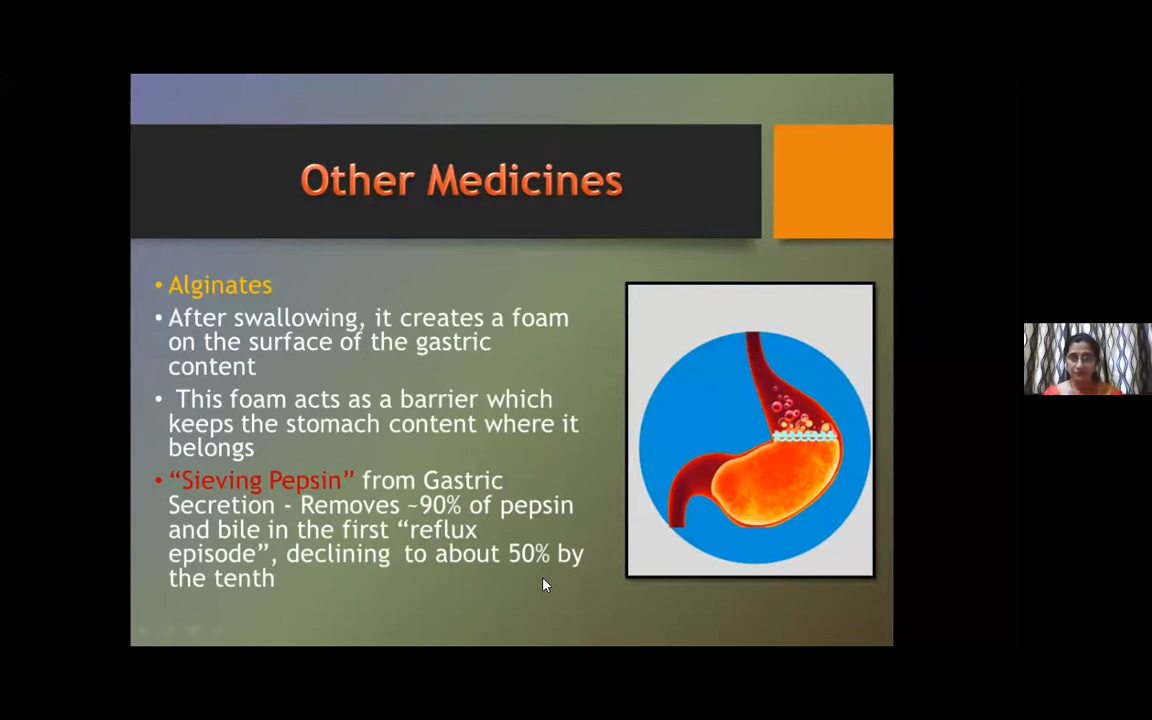 Other Medicines
• Alginates
• After swallowing, it creates a foam
on the surface of the gastric
content
• This foam acts as a barrier which
keeps the stomach content where it
belongs
• “Sieving Pepsin” from Gastric
Secretion - Removes ~90% of pepsin
and bile in the first “reflux
episode”, declining to about 50% by
the tenth